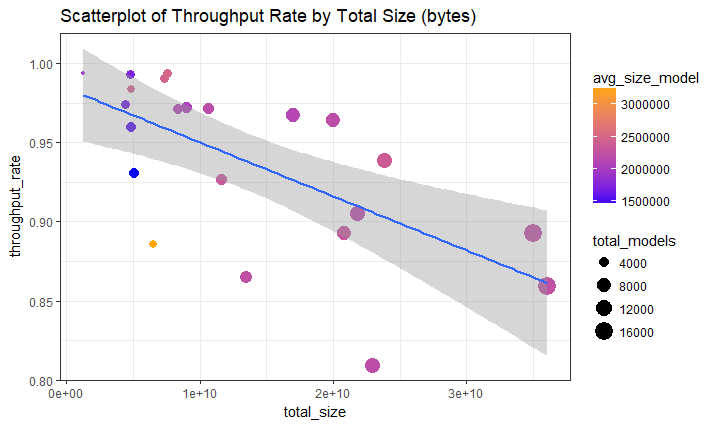 Scatterplot of Throughput Rate by Total Size (bytes)
throughput_rate
1.00
0.95
0.90
0.85
0.80
0e+00
1e+10
2e+10
3e+10
total_size
avg_size_model
3000000
2500000
2000000
1500000
total_models
4000
8000
12000
16000